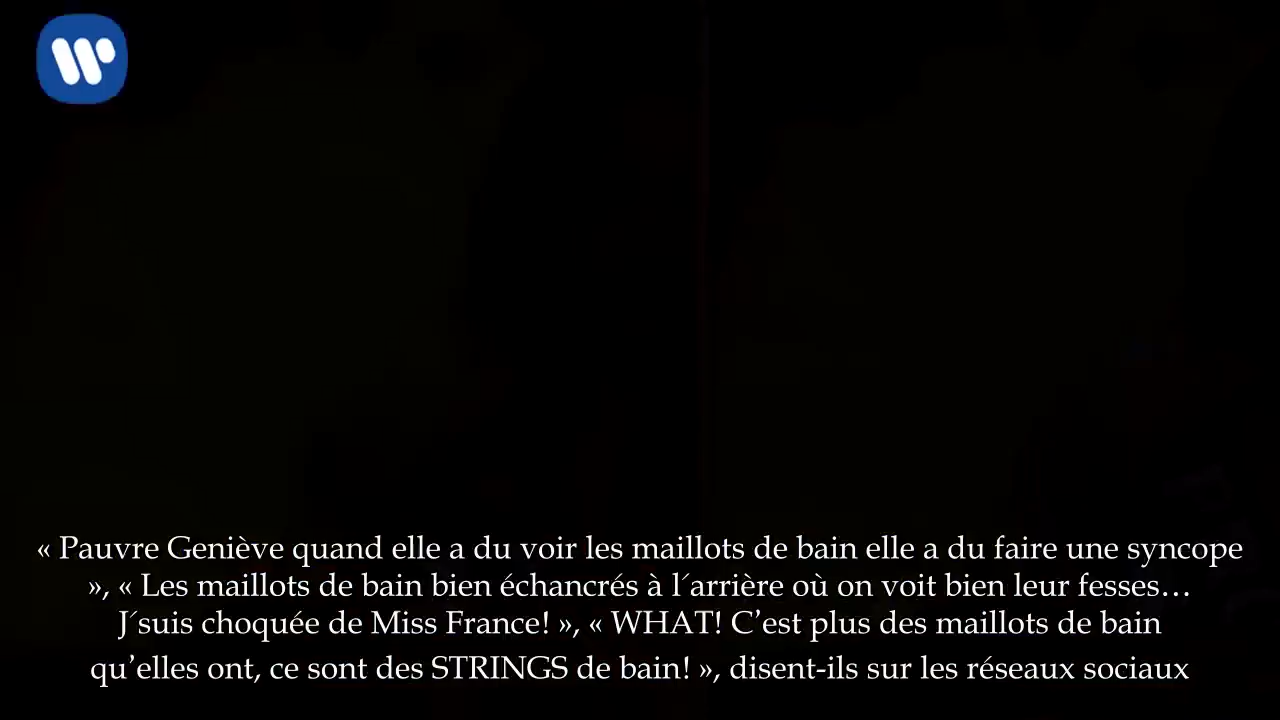 « Pauvre Geniève quand elle a du voir les maillots de bain elle a du faire une syncope
», « Les maillots de bain bien échancrés à l´arrière où on voit bien leur fesses…
J´suis choquée de Miss France! », « WHAT! C’est plus des maillots de bain
qu’elles ont, ce sont des STRINGS de bain! », disent-ils sur les réseaux sociaux